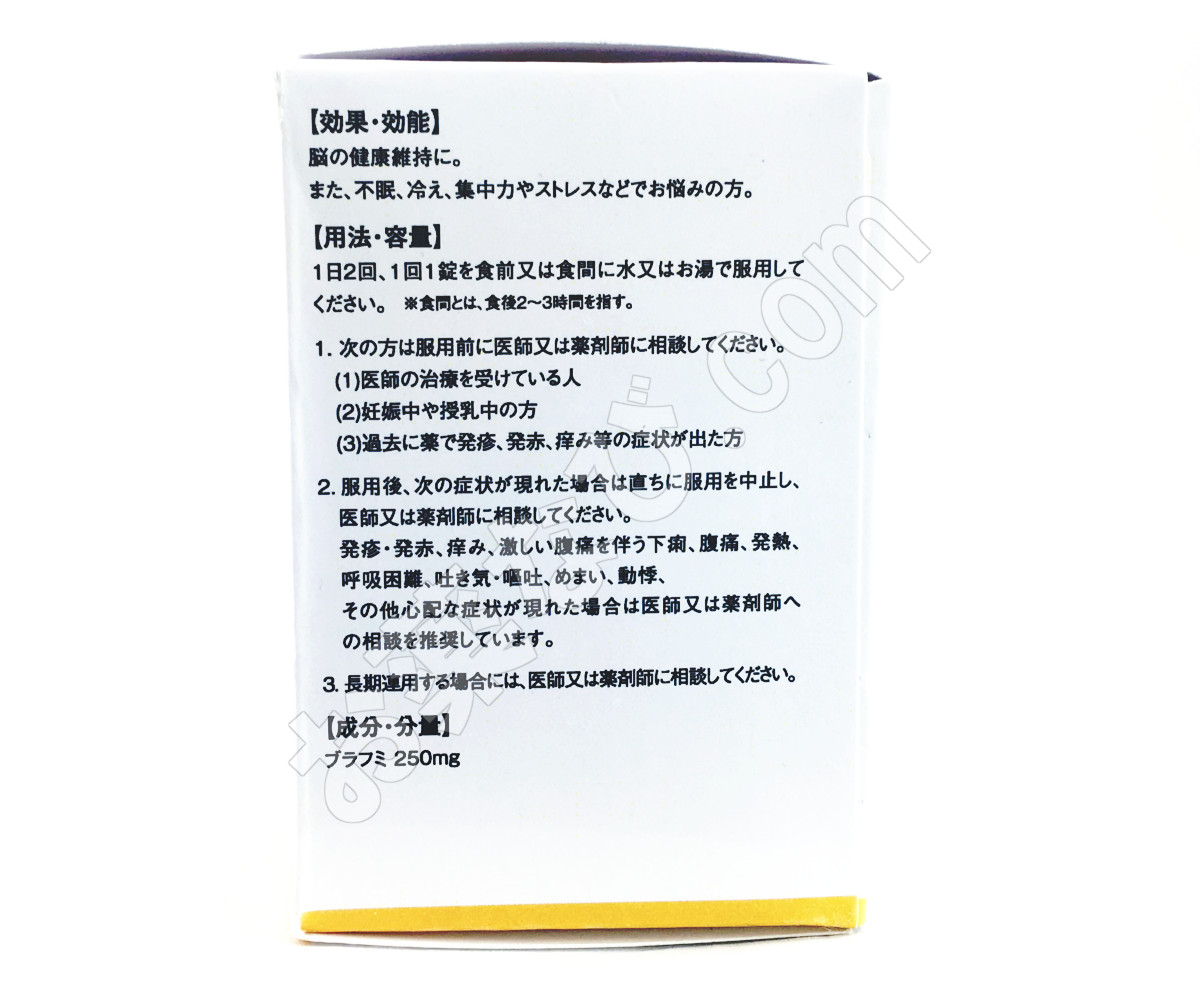 【効果・効能】
脳の健康維持に。
また、不眠、冷え、集中力やストレスなどでお悩みの方。
【用法・容量】
1日2回、1回1錠を食前又は食間に水又はお湯で服用して
ください。 ※食間とは、食後2～3時間を指す。
1. 次の方は服用前に医師又は薬剤師に相談してください。
(1)医師の治療を受けている人
(2)妊娠中や授乳中の方
(3)過去に薬で発疹、発赤、痒み等の症状が出た方
2. 服用後、次の症状が現れた場合は直ちに服用を中止し、
医師又は薬剤師に相談してください。
発疹・発赤、痒み、激しい腹痛を伴う下痢、腹痛、発熱、
呼吸困難、吐き気・嘔吐、めまい、動悸、
その他心配な症状が現れた場合は医師又は薬剤師へ
の相談を推奨しています。
3. 長期連用する場合には、医師又は薬剤師に相談してください。
【成分・分量】
ブラフミ 250mg
お薬なび.com